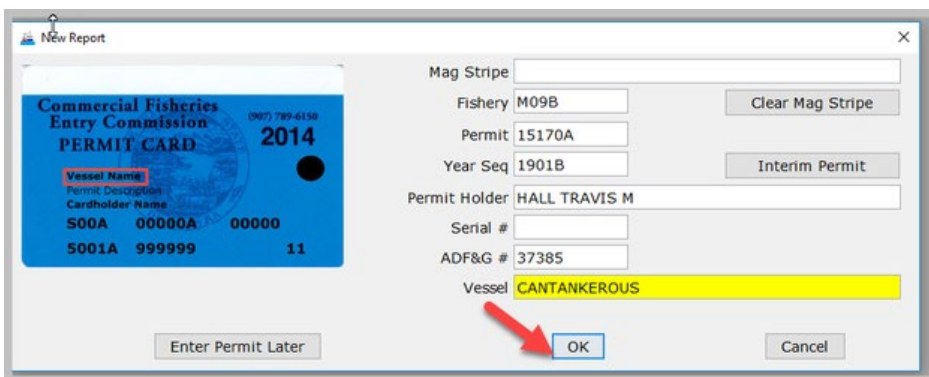 New Report
Commercial Fisheries
Entry Commission
(907) 789-6150
2014
PERMIT CARD
Vessel Name
Permit Description
Cardholder Name
S00A 00000A 00000
5001A 999999 11
Mag Stripe
Fishery M09B Clear Mag Stripe
Permit 15170A
Year Seq 1901B Interim Permit
Permit Holder HALL TRAVIS M
Serial #
ADF&G # 37385
Vessel CANTANKEROUS
Enter Permit Later OK Cancel